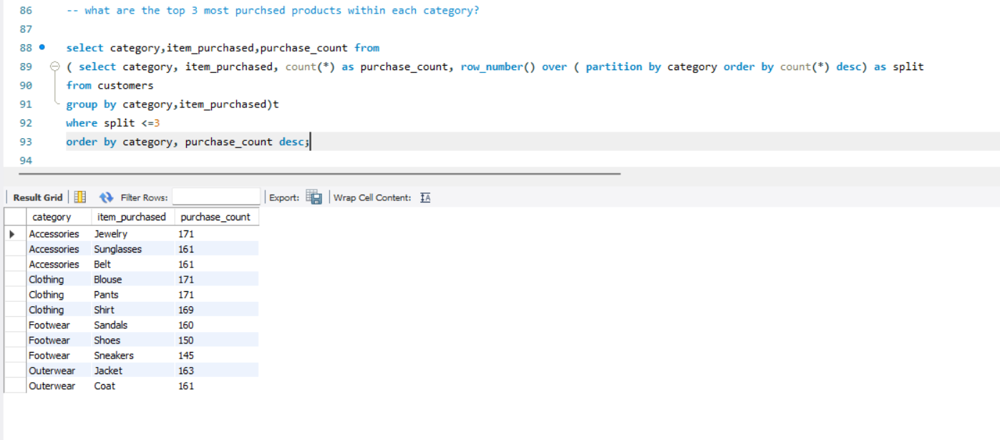 86 -- what are the top 3 most purchsed products within each category?
87
88 select category,item_purchased,purchase_count from
89 ( select category, item_purchased, count(*) as purchase_count, row_number() over ( partition by category order by count(*) desc) as split
90 from customers
91 group by category,item_purchased)t
92 where split <=3
93 order by category, purchase_count desc;
94
Result Grid Filter Rows: Export: Wrap Cell Content: IA
category item_purchased purchase_count
Accessories Jewelry 171
Accessories Sunglasses 161
Accessories Belt 161
Clothing Blouse 171
Clothing Pants 171
Clothing Shirt 169
Footwear Sandals 160
Footwear Shoes 150
Footwear Sneakers 145
Outerwear Jacket 163
Outerwear Coat 161